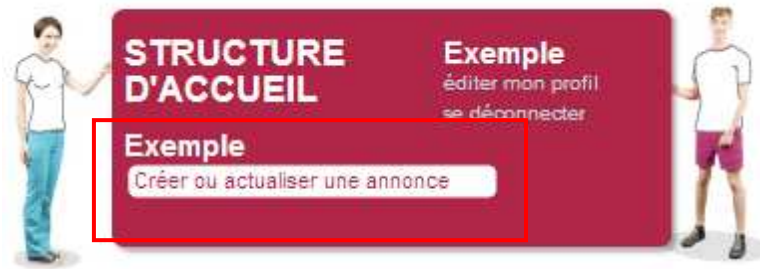 STRUCTURE
D'ACCUEIL
Exemple
éditer mon profil
se déconnecter
Exemple
Créer ou actualiser une annonce